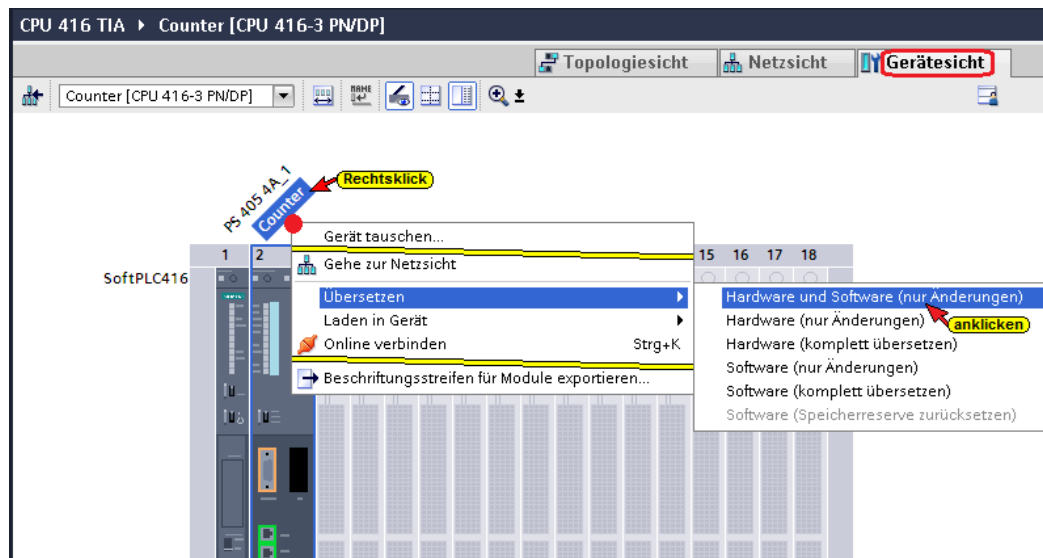 CPU 416 TIA ▸ Counter [CPU 416-3 PN/DP]
Topologiesicht Netzsicht Gerätesicht
Counter [CPU 416-3 PN/DP]
PS 405 4A_1
Counter
Rechtsklick
SoftPLC416
1 2 15 16 17 18
Gerät tauschen...
Gehe zur Netzsicht
Übersetzen
Laden in Gerät
Online verbinden Strg+K
Beschriftungsstreifen für Module exportieren...
Hardware und Software (nur Änderungen)
Hardware (nur Änderungen)
anklicken
Hardware (komplett übersetzen)
Software (nur Änderungen)
Software (komplett übersetzen)
Software (Speicherreserve zurücksetzen)